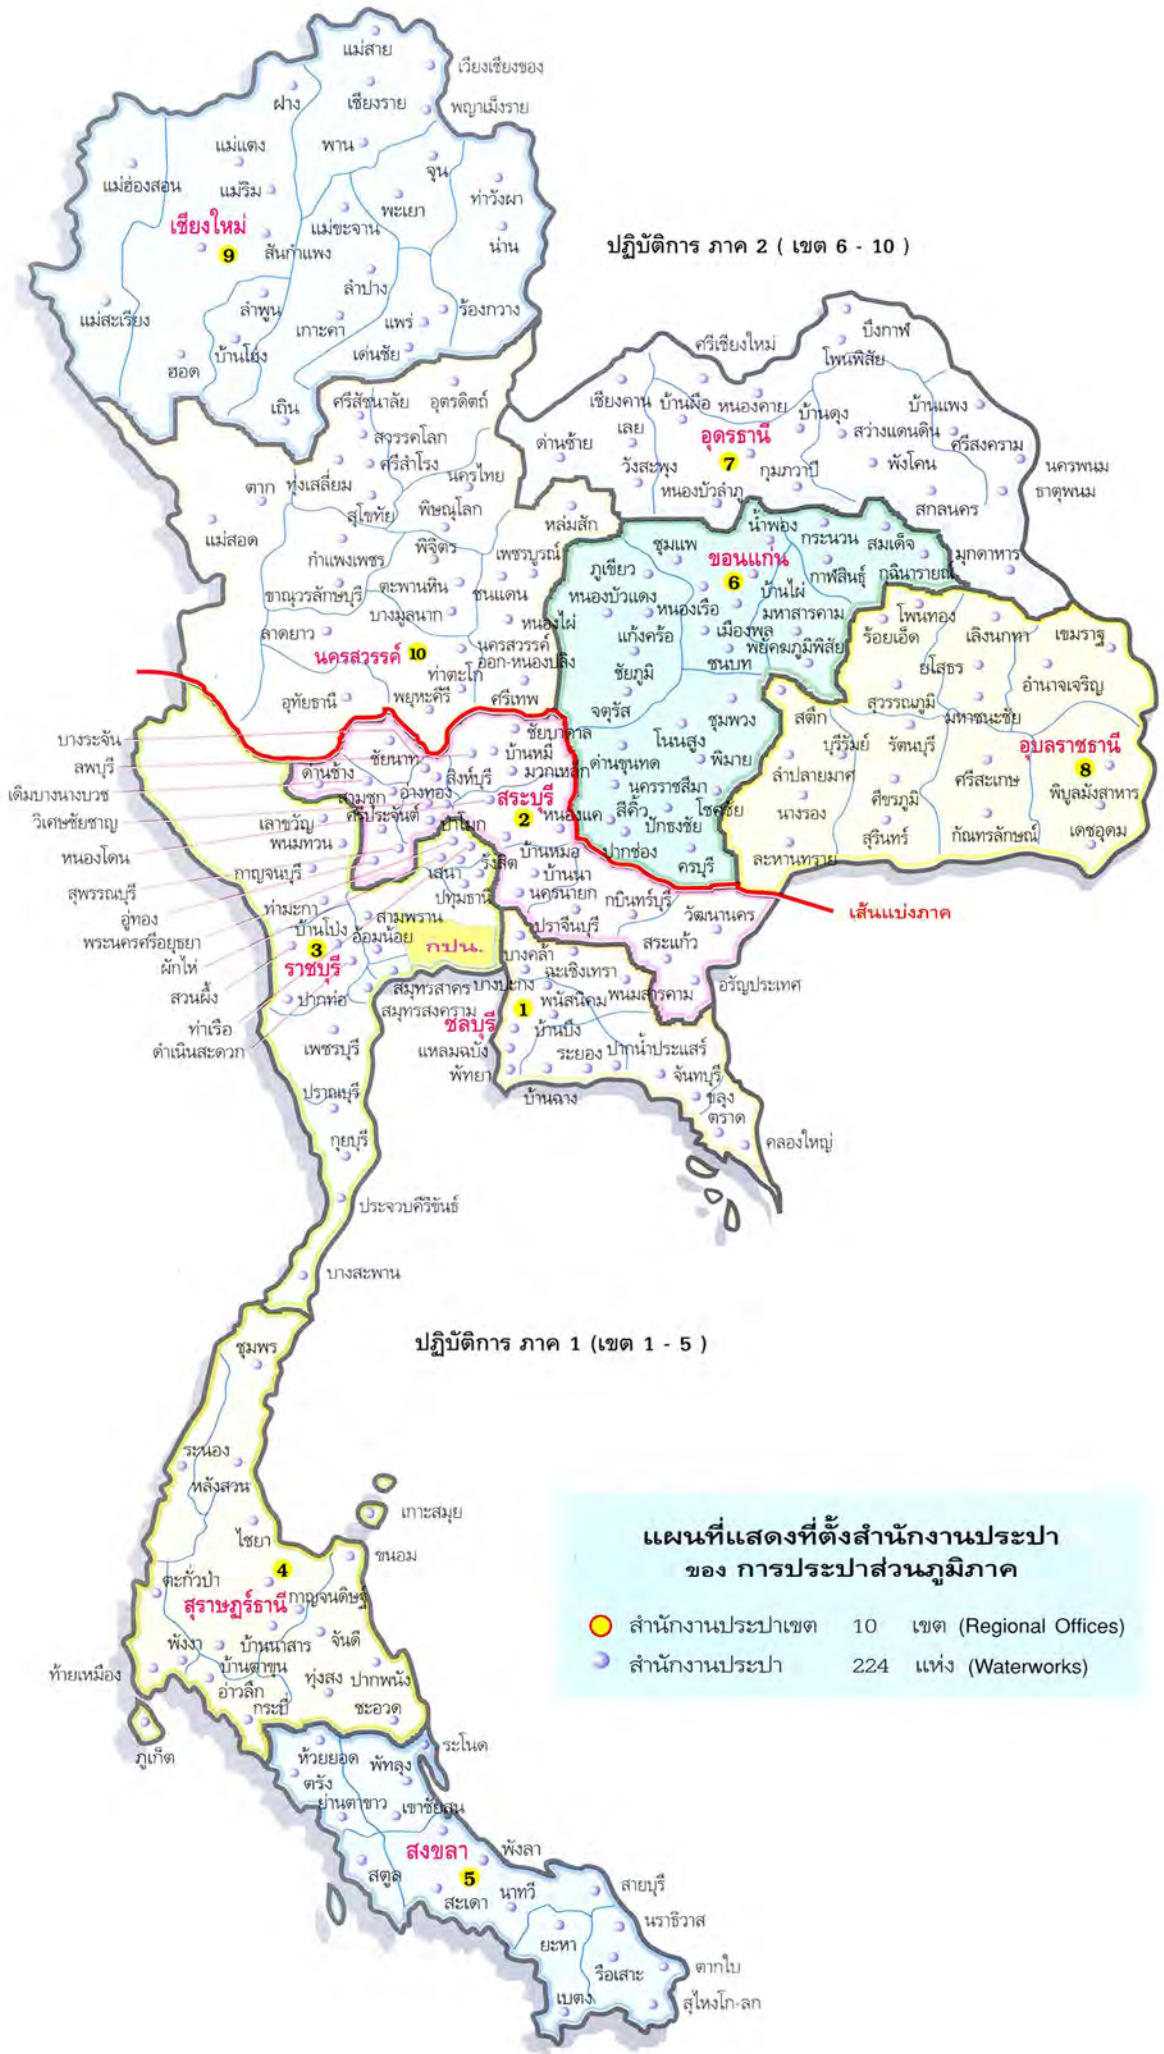 แม่สาย
เวียงเชียงของ
ฝาง
เชียงราย
พญาเม็งราย
แม่แตง
พาน
จุน
แม่ฮ่องสอน
แม่ริม
พะเยา
ท่าวังผา
เชียงใหม่
แม่ขะจาน
น่าน
9
สันกำแพง
ปฏิบัติการ ภาค 2 ( เขต 6 - 10 )
ลำปาง
แม่สะเรียง
ลำพูน
เกาะคา
แพร่
ร้องกวาง
บ้านโฮ่ง
เด่นชัย
ฮอด
เถิน
ศรีเชียงใหม่
บึงกาฬ
โพนพิสัย
ศรีสัชนาลัย
อุตรดิตถ์
เชียงคาน
บ้านผือ
หนองคาย
บ้านดุง
บ้านแพง
สวรรคโลก
ด่านซ้าย
เลย
อุดรธานี
สว่างแดนดิน
ศรีสงคราม
7
ศรีสำโรง
นครไทย
วังสะพุง
กุมภวาปี
พังโคน
นครพนม
ตาก
ทุ่งเสลี่ยม
หนองบัวลำภู
ธาตุพนม
สุโขทัย
พิษณุโลก
หล่มสัก
สกลนคร
แม่สอด
น้ำพอง
กระนวน
สมเด็จ
กำแพงเพชร
พิจิตร
เพชรบูรณ์
ชุมแพ
ขอนแก่น
มุกดาหาร
ภูเขียว
6
กาฬสินธุ์
กุฉินารายณ์
ขาณุวรลักษบุรี
ตะพานหิน
ชนแดน
หนองบัวแดง
บ้านไผ่
บางมูลนาก
หนองไผ่
หนองเรือ
มหาสารคาม
โพนทอง
ลาดยาว
แก้งคร้อ
เมืองพล
พยัคฆภูมิพิสัย
ร้อยเอ็ด
เลิงนกทา
เขมราฐ
นครสวรรค์
10
นครสวรรค์
ออก-หนองปลิง
ชนบท
ยโสธร
ท่าตะโก
ชัยภูมิ
อำนาจเจริญ
อุทัยธานี
พยุหะคีรี
ศรีเทพ
จตุรัส
ชุมพวง
สตึก
สุวรรณภูมิ
มหาชนะชัย
บางระจัน
ชัยบาดาล
โนนสูง
บุรีรัมย์
รัตนบุรี
อุบลราชธานี
8
ลพบุรี
ชัยนาท
บ้านหมี่
ด่านขุนทด
พิมาย
ด่านช้าง
สิงห์บุรี
มวกเหล็ก
ลำปลายมาศ
ศรีสะเกษ
เดิมบางนางบวช
สามชุก
อ่างทอง
สระบุรี
นครราชสีมา
พิบูลมังสาหาร
วิเศษชัยชาญ
เลาขวัญ
ศรีประจันต์
ป่าโมก
2
หนองแค
สีคิ้ว
โชคชัย
นางรอง
ศีขรภูมิ
พนมทวน
ปักธงชัย
สุรินทร์
กัณทรลักษณ์
เดชอุดม
หนองโดน
รังสิต
บ้านหมอ
ปากช่อง
ละหานทราย
กาญจนบุรี
เสนา
บ้านนา
ครบุรี
สุพรรณบุรี
ปทุมธานี
นครนายก
กบินทร์บุรี
ท่ามะกา
สามพราน
วัฒนานคร
เส้นแบ่งภาค
อู่ทอง
บ้านโป่ง
ปราจีนบุรี
พระนครศรีอยุธยา
3
อ้อมน้อย
กปน.
บางคล้า
สระแก้ว
ผักไห่
ราชบุรี
ฉะเชิงเทรา
สวนผึ้ง
ปากท่อ
สมุทรสาคร
บางปะกง
พนมสารคาม
อรัญประเทศ
สมุทรสงคราม
พนัสนิคม
ท่าเรือ
ชลบุรี
1
บ้านบึง
ดำเนินสะดวก
เพชรบุรี
แหลมฉบัง
ระยอง
ปากน้ำประแสร์
พัทยา
จันทบุรี
ปราณบุรี
บ้านฉาง
ขลุง
ตราด
กุยบุรี
คลองใหญ่
ประจวบคีรีขันธ์
บางสะพาน
ปฏิบัติการ ภาค 1 (เขต 1 - 5 )
ชุมพร
ระนอง
หลังสวน
เกาะสมุย
ไชยา
ขนอม
ตะกั่วป่า
4
สุราษฎร์ธานี
กาญจนดิษฐ์
พังงา
บ้านนาสาร
จันดี
ท้ายเหมือง
บ้านตาขุน
อ่าวลึก
ทุ่งสง
ปากพนัง
กระบี่
ชะอวด
ภูเก็ต
ระโนด
ห้วยยอด
พัทลุง
ตรัง
ย่านตาขาว
เขาชัยสน
สงขลา
พังลา
สตูล
5
สะเดา
นาทวี
สายบุรี
นราธิวาส
ยะหา
รือเสาะ
ตากใบ
เบตง
สุไหงโก-ลก
แผนที่แสดงที่ตั้งสำนักงานประปา
ของ การประปาส่วนภูมิภาค
สำนักงานประปาเขต 10 เขต (Regional Offices)
สำนักงานประปา 224 แห่ง (Waterworks)